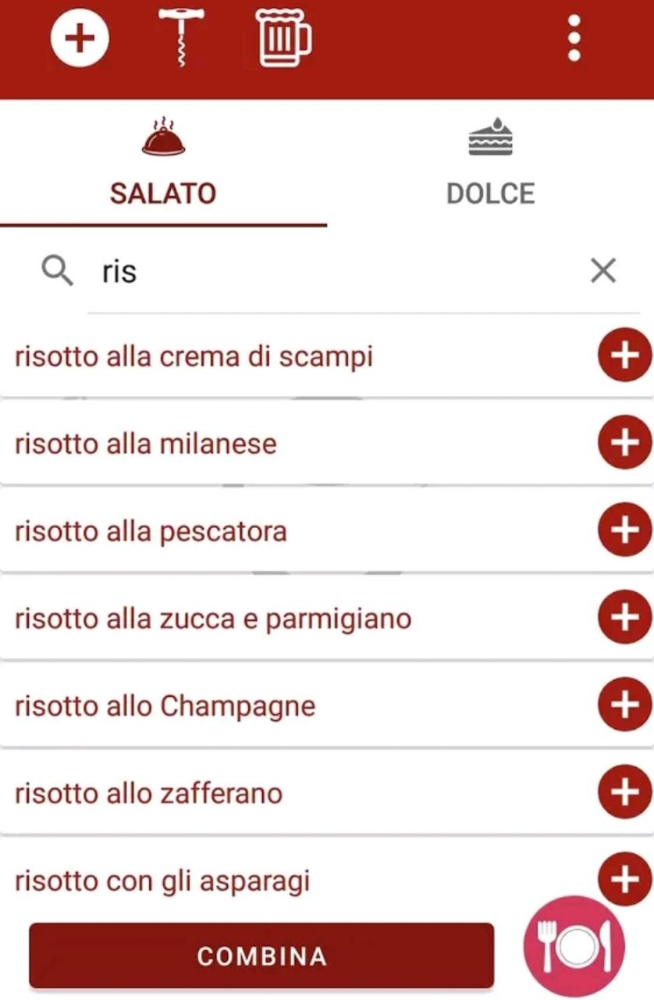 SALATO
DOLCE
ris
risotto alla crema di scampi
risotto alla milanese
risotto alla pescatora
risotto alla zucca e parmigiano
risotto allo Champagne
risotto allo zafferano
risotto con gli asparagi
COMBINA